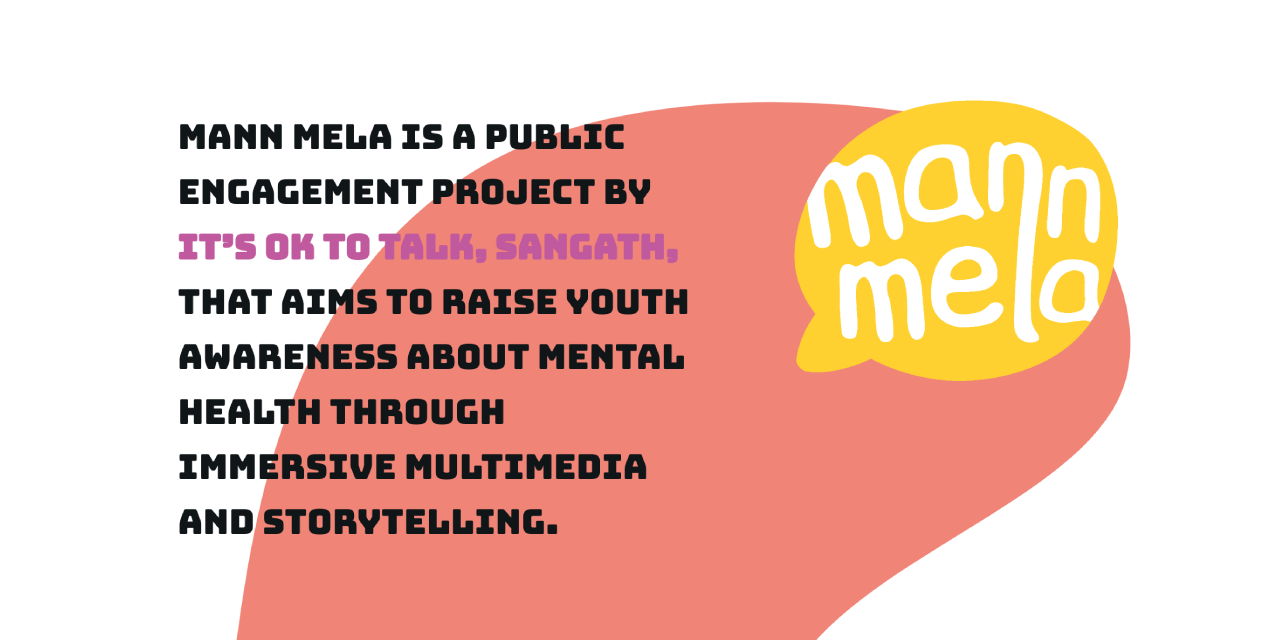 MANN MELA IS A PUBLIC
ENGAGEMENT PROJECT BY
IT'S OK TO TALK, SANGATH,
THAT AIMS TO RAISE YOUTH
AWARENESS ABOUT MENTAL
HEALTH THROUGH
IMMERSIVE MULTIMEDIA
AND STORYTELLING.
mann
mela